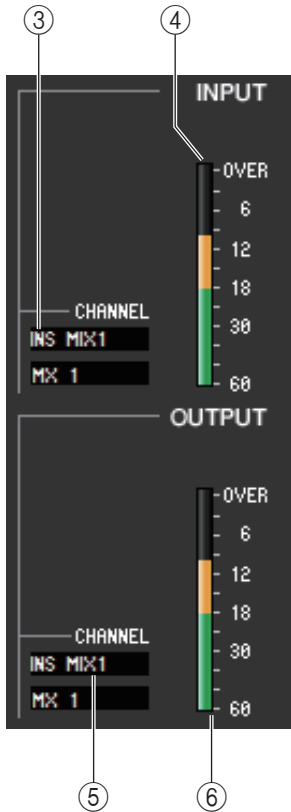 ③ ④
INPUT
OVER
6
12
18
30
60
CHANNEL
INS MIX1
MX 1
OUTPUT
OVER
6
12
18
30
60
CHANNEL
INS MIX1
MX 1
⑤ ⑥